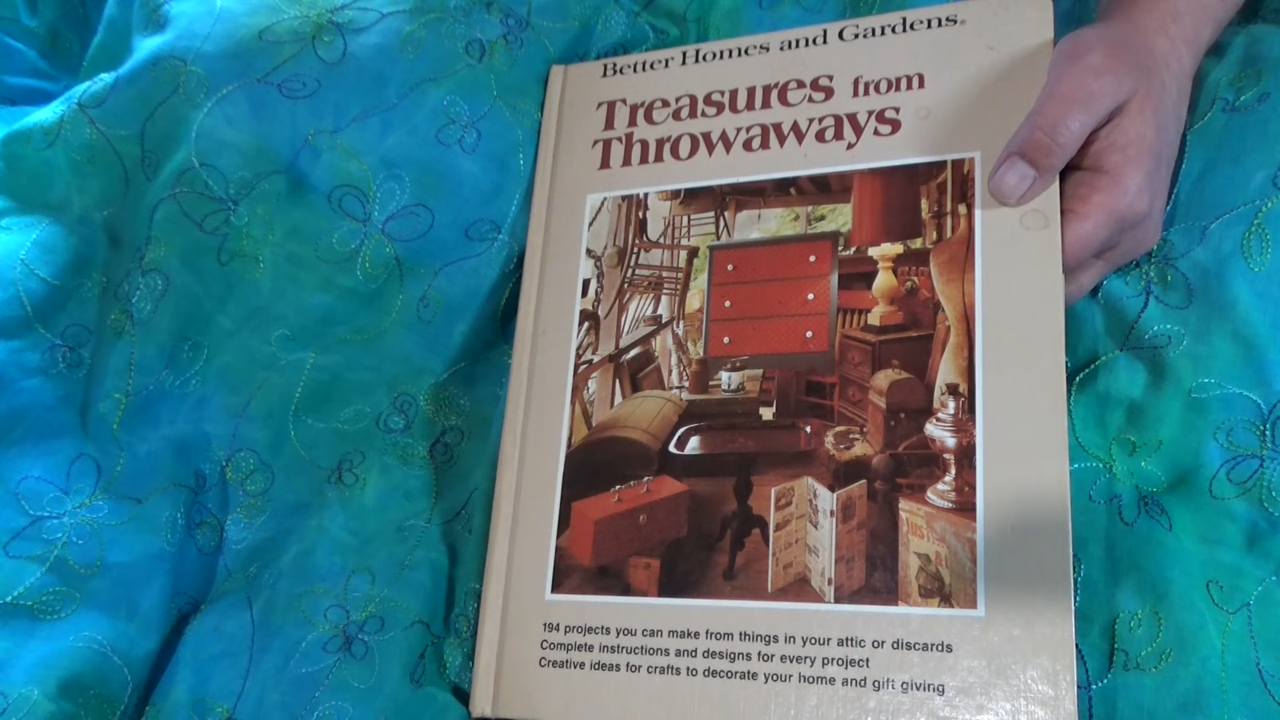 Better Homes and Gardens®
Treasures from
Throwaways
194 projects you can make from things in your attic or discards
Complete instructions and designs for every project
Creative ideas for crafts to decorate your home and gift giving